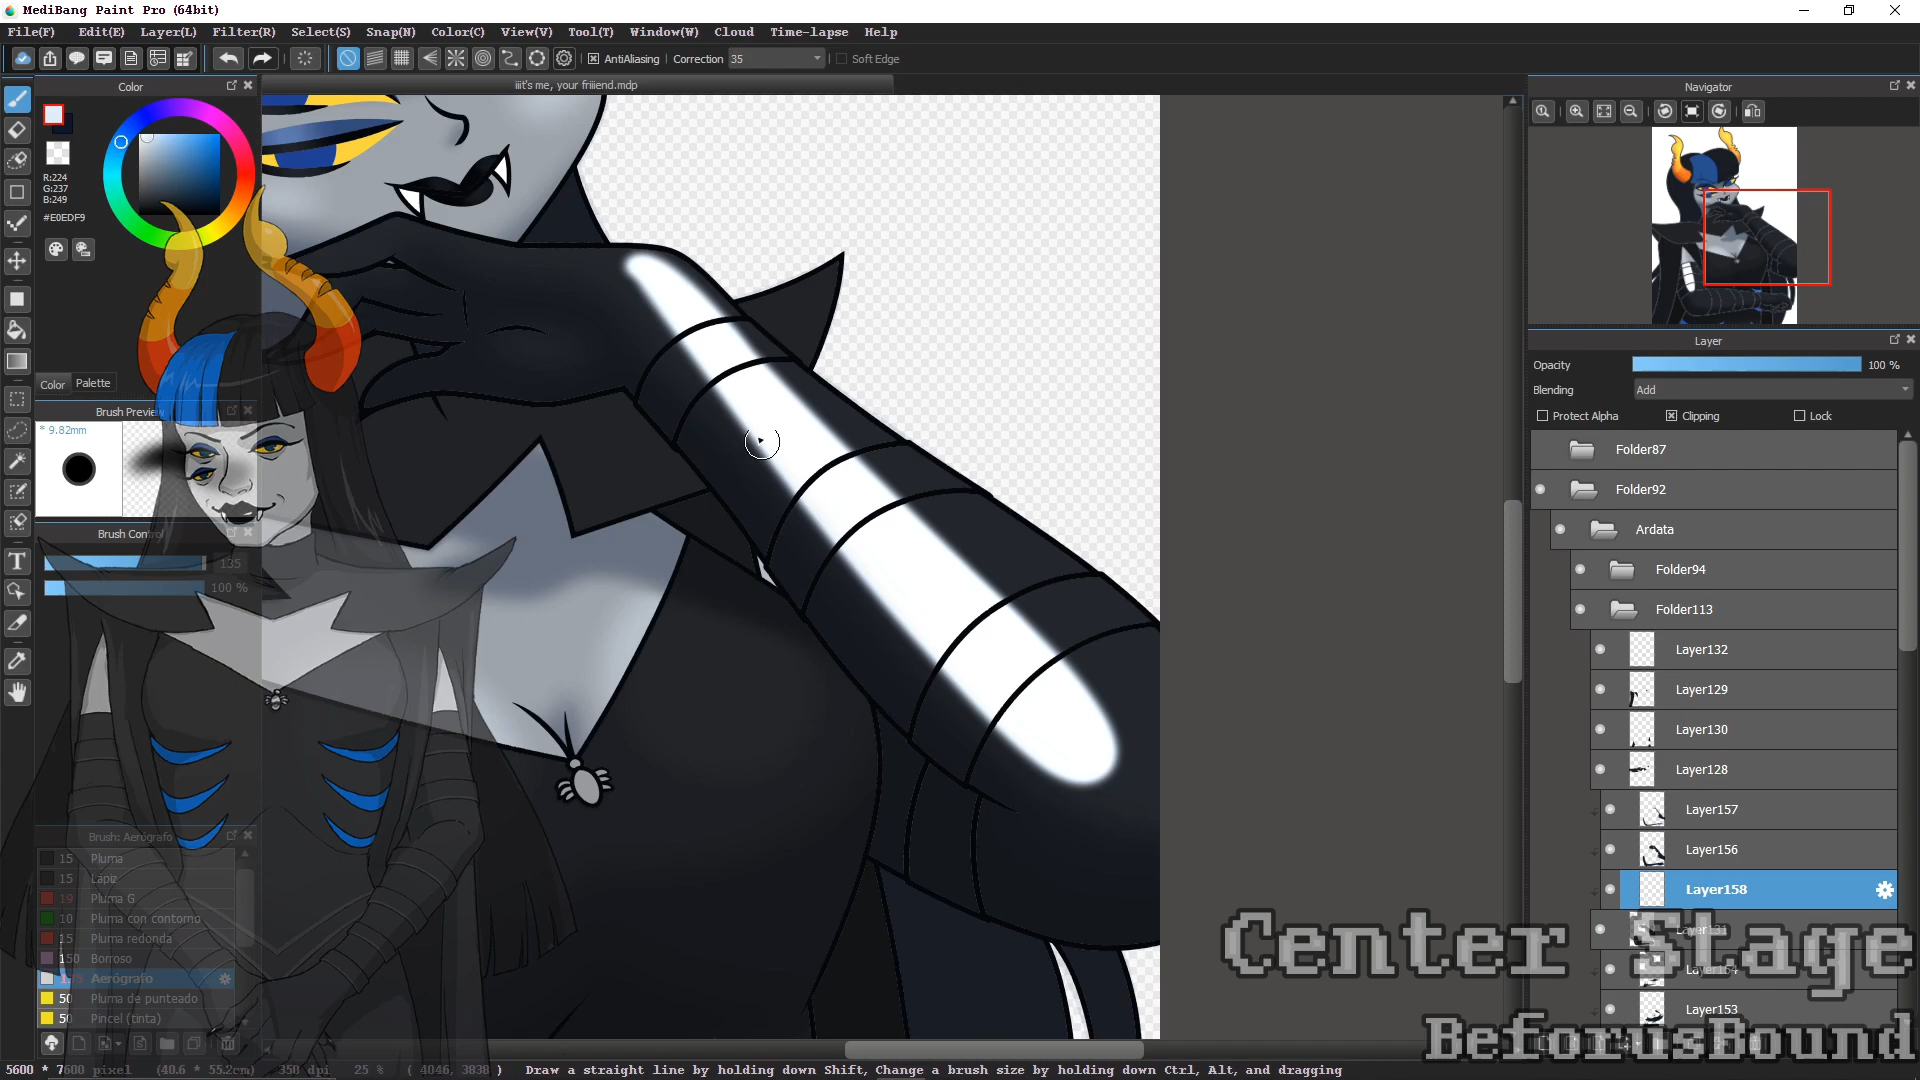 MediBang Paint Pro (64bit)
File(F) Edit(E) Layer(L) Filter(R) Select(S) Snap(N) Color(C) View(V) Tool(T) Window(W) Cloud Time-lapse Help
AntiAliasing Correction 35 Soft Edge
Color
iiit's me, your friiiend.mdp
Navigator
R:224
G:237
B:249
#E0EDF9
Color Palette
Brush Preview
* 9.82mm
Brush Control
135
100 %
Brush: Aerógrafo
15 Pluma
15 Lápiz
19 Pluma G
10 Pluma con contorno
15 Pluma redonda
150 Borroso
135 Aerógrafo
50 Pluma de punteado
50 Pincel (tinta)
Layer
Opacity 100 %
Blending Add
Protect Alpha Clipping Lock
Folder87
Folder92
Ardata
Folder94
Folder113
Layer132
Layer129
Layer130
Layer128
Layer157
Layer156
Layer158
Layer131
Layer154
Layer153
Center Stage
BeforusBound
5600 * 7600 pixel (40.6 * 55.2cm) 350 dpi 25 % ( 4046, 3838 ) Draw a straight line by holding down Shift, Change a brush size by holding down Ctrl, Alt, and dragging